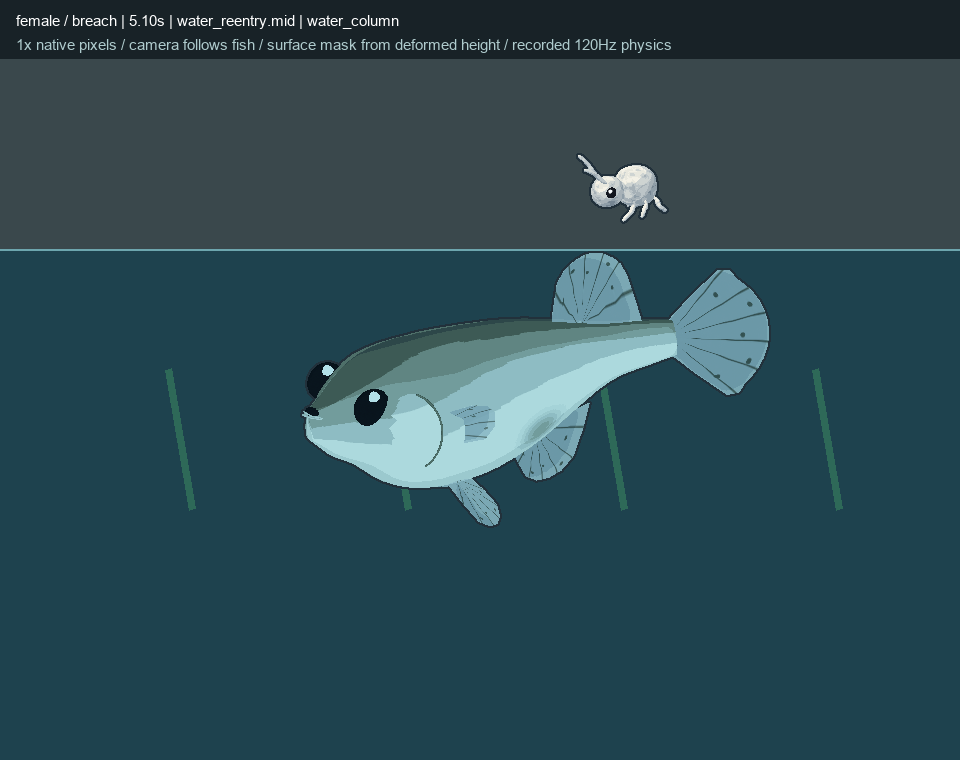 female / breach | 5.10s | water_reentry.mid | water_column
1x native pixels / camera follows fish / surface mask from deformed height / recorded 120Hz physics